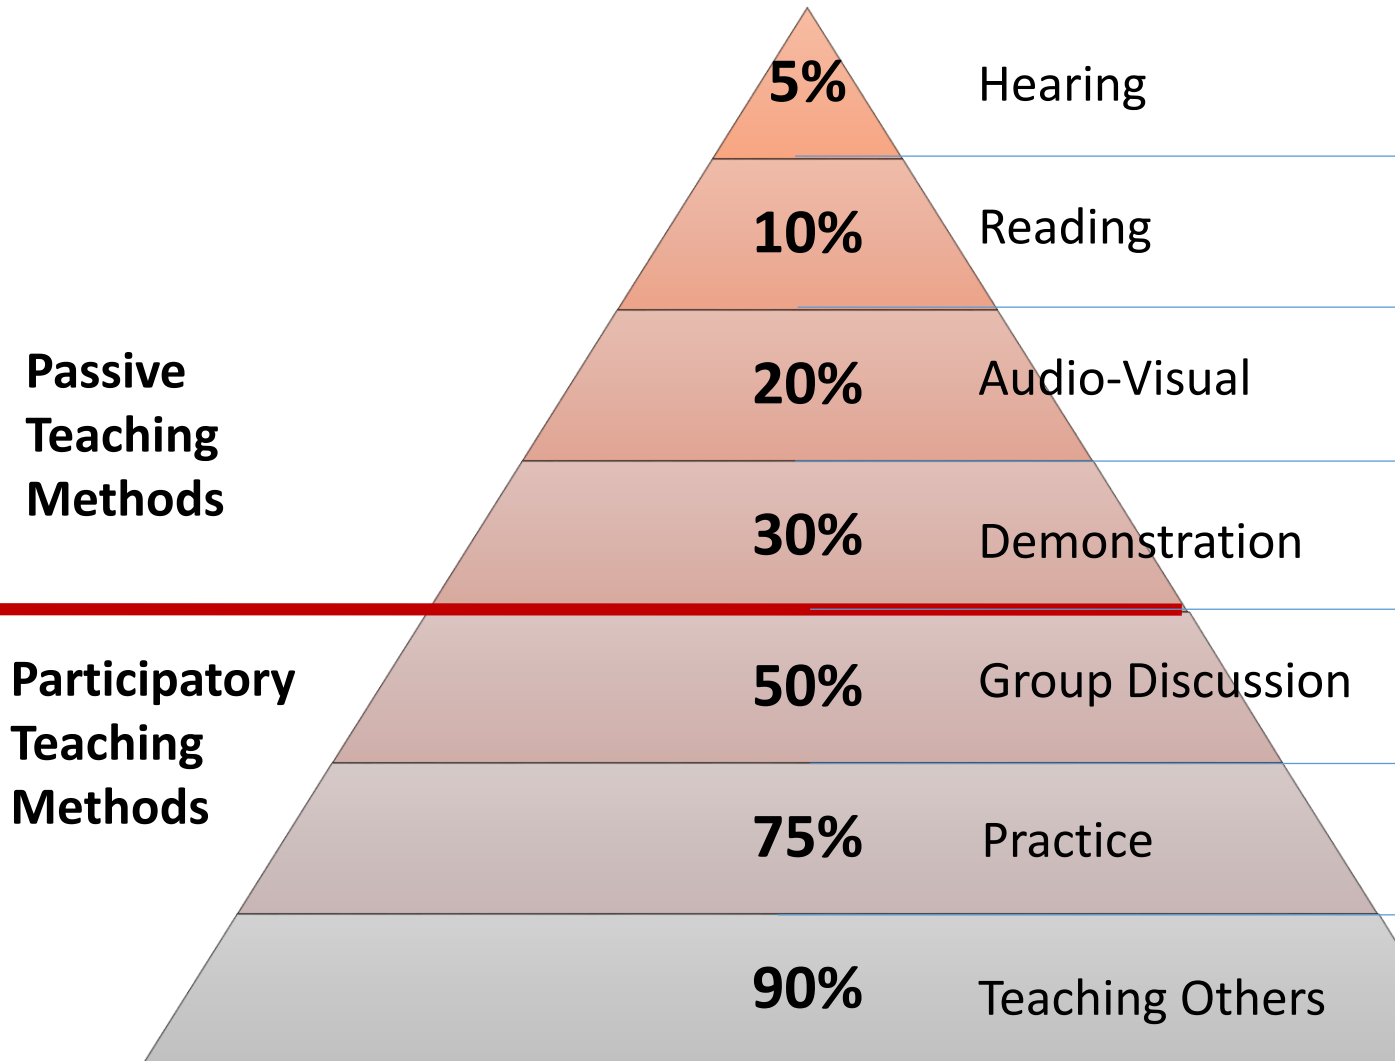 5% Hearing
10% Reading
20% Audio-Visual
30% Demonstration
Passive
Teaching
Methods
50% Group Discussion
75% Practice
90% Teaching Others
Participatory
Teaching
Methods